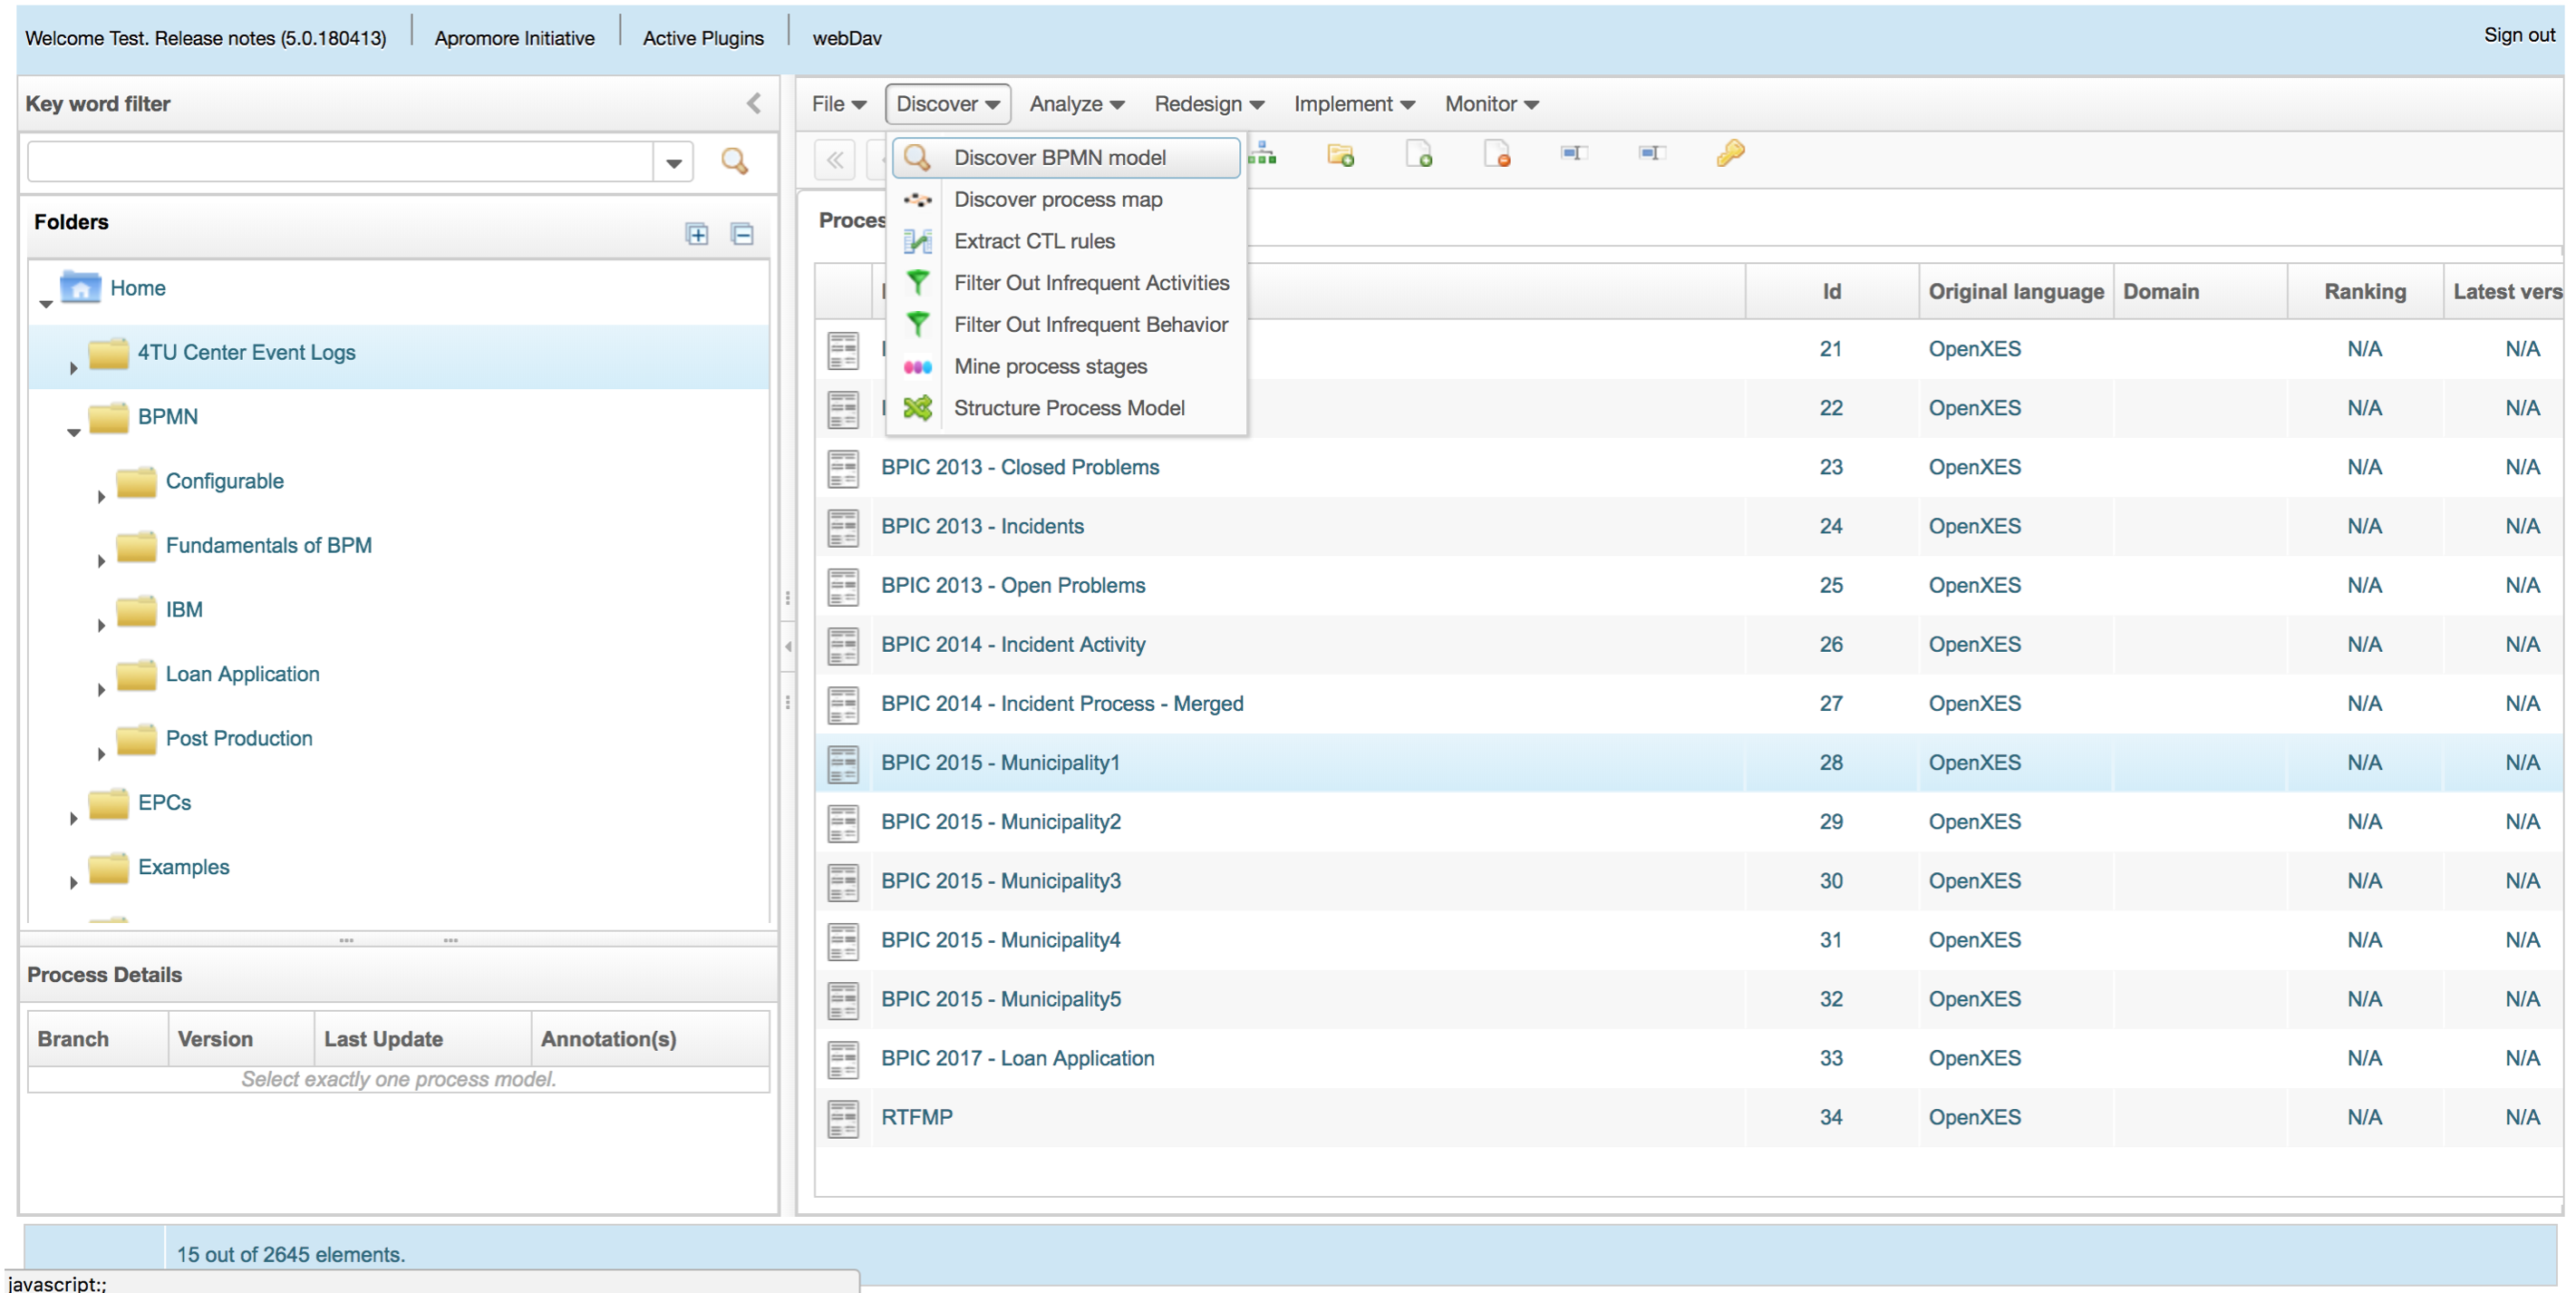 Welcome Test. Release notes (5.0.180413) Apromore Initiative Active Plugins webDav Sign out
Key word filter
Folders
Home
4TU Center Event Logs
BPMN
Configurable
Fundamentals of BPM
IBM
Loan Application
Post Production
EPCs
Examples
Process Details
Branch Version Last Update Annotation(s)
Select exactly one process model.
File Discover Analyze Redesign Implement Monitor
Discover BPMN model
Discover process map
Extract CTL rules
Filter Out Infrequent Activities
Filter Out Infrequent Behavior
Mine process stages
Structure Process Model
Proces
Id Original language Domain Ranking Latest vers
21 OpenXES N/A N/A
22 OpenXES N/A N/A
BPIC 2013 - Closed Problems 23 OpenXES N/A N/A
BPIC 2013 - Incidents 24 OpenXES N/A N/A
BPIC 2013 - Open Problems 25 OpenXES N/A N/A
BPIC 2014 - Incident Activity 26 OpenXES N/A N/A
BPIC 2014 - Incident Process - Merged 27 OpenXES N/A N/A
BPIC 2015 - Municipality1 28 OpenXES N/A N/A
BPIC 2015 - Municipality2 29 OpenXES N/A N/A
BPIC 2015 - Municipality3 30 OpenXES N/A N/A
BPIC 2015 - Municipality4 31 OpenXES N/A N/A
BPIC 2015 - Municipality5 32 OpenXES N/A N/A
BPIC 2017 - Loan Application 33 OpenXES N/A N/A
RTFMP 34 OpenXES N/A N/A
15 out of 2645 elements.
javascript:;